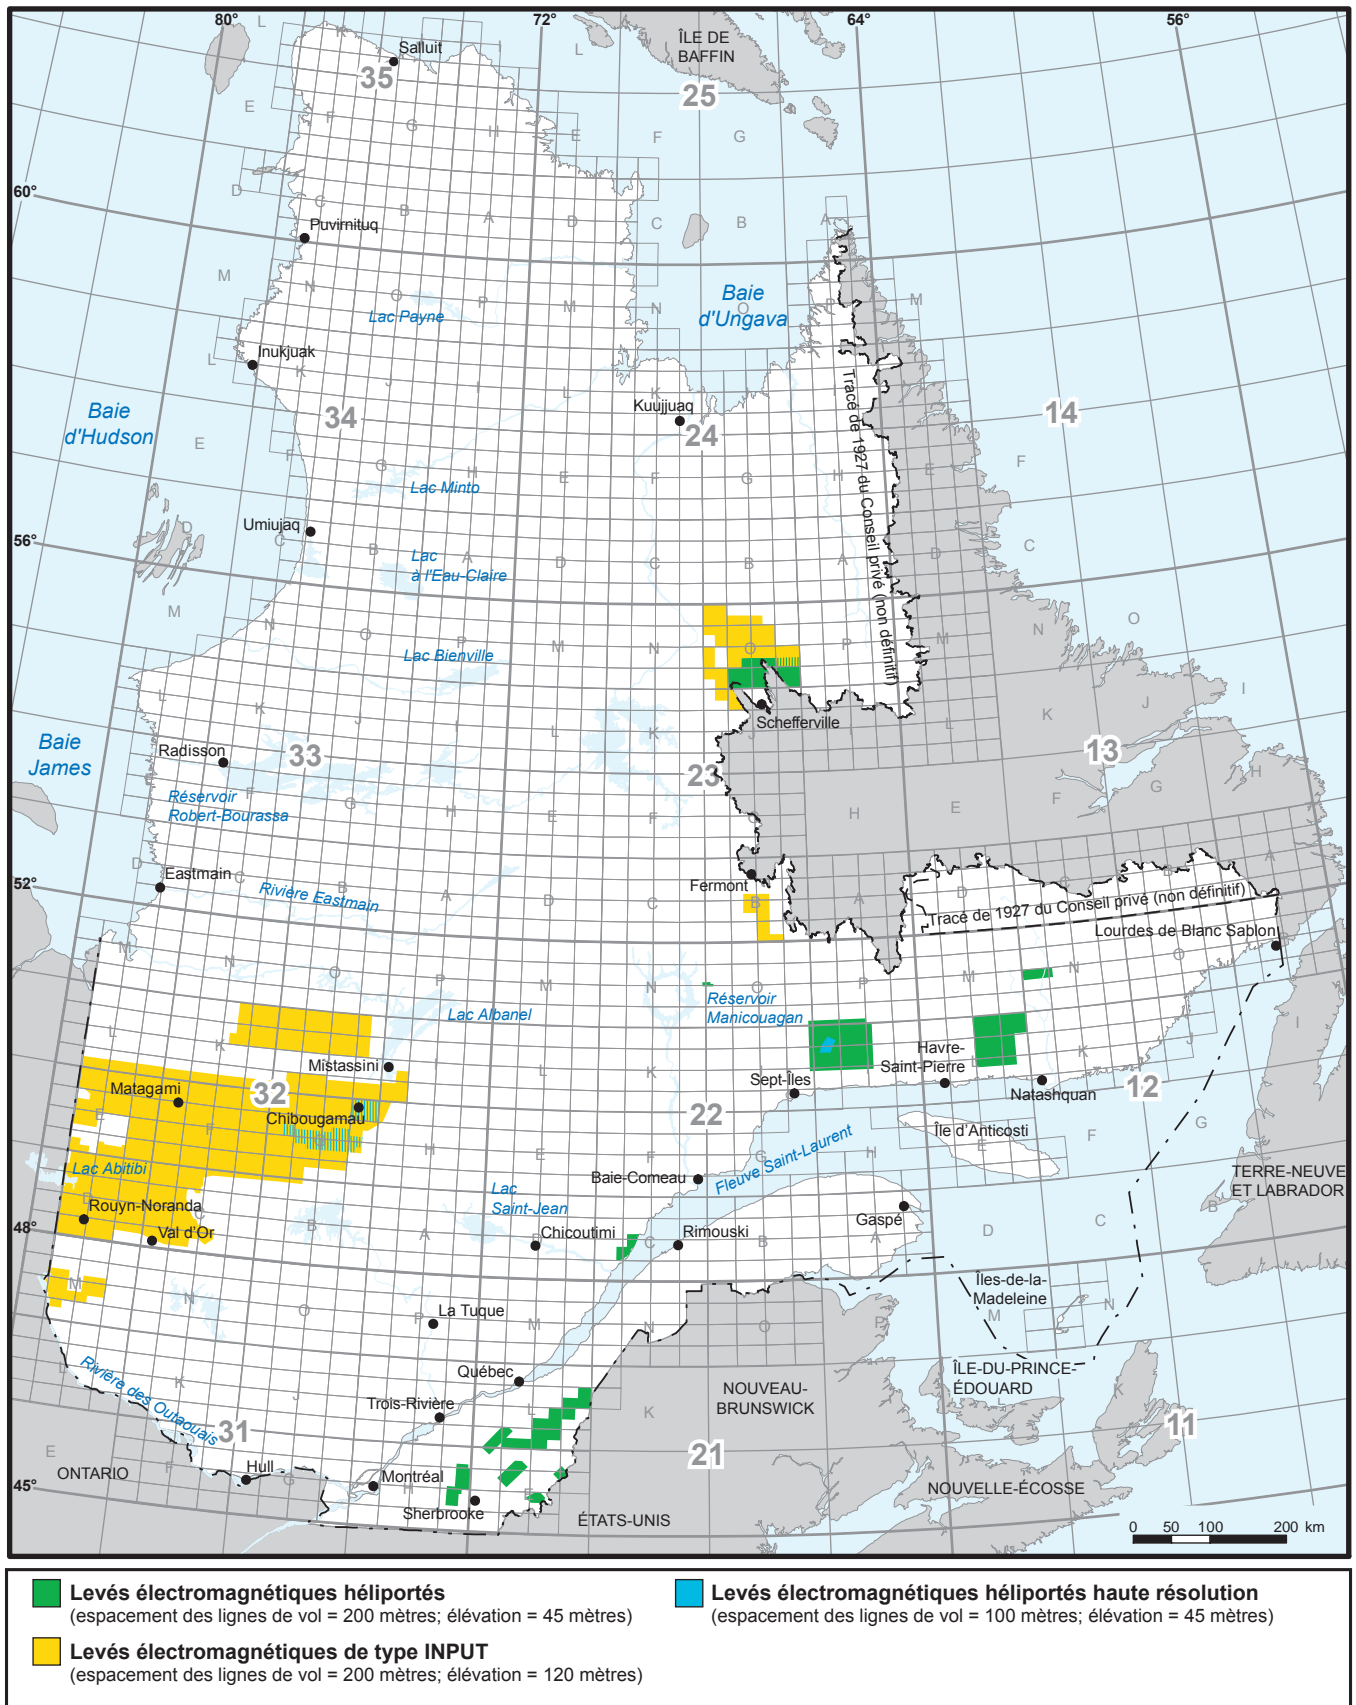 80°
72°
64°
56°
L
K
L
I
L
Salluit
ÎLE DE
BAFFIN
35
25
E
F
G
H
E
F
G
60°
D
C
B
A
D
C
B
A
Puvirnituq
M
N
O
P
M
N
O
P
M
Baie
d'Ungava
Lac Payne
Inukjuak
L
K
J
I
L
K
Kuujjuaq
Baie
d'Hudson
34
24
14
Tracé de 1927 du Conseil privé (non définitif)
E
F
G
H
E
F
G
H
E
F
Lac Minto
Umiujaq
56°
D
C
B
A
D
C
B
A
D
C
Lac
à l'Eau-Claire
M
N
O
P
M
N
O
P
M
N
O
Lac Bienville
Schefferville
L
K
J
I
L
K
J
L
K
J
I
Baie
James
Radisson
33
23
13
Réservoir
Robert-Bourassa
E
F
G
H
E
F
G
H
E
F
G
H
52°
D
C
B
A
D
C
B
A
D
C
B
A
Eastmain
Rivière Eastmain
Fermont
Tracé de 1927 du Conseil privé (non définitif)
Lourdes de Blanc Sablon
M
N
O
P
M
N
O
P
M
N
O
Lac Albanel
Réservoir
Manicouagan
L
K
L
K
L
K
J
I
Mistassini
Havre-
Saint-Pierre
Matagami
32
Sept-Îles
Natashquan
Chibougamau
22
12
E
F
G
H
F
G
H
E
F
G
Île d'Anticosti
Lac Abitibi
Baie-Comeau
Fleuve Saint-Laurent
TERRE-NEUVE
ET LABRADOR
Lac
Saint-Jean
Rouyn-Noranda
Val d'Or
Chicoutimi
Rimouski
Gaspé
48°
D
C
B
A
D
C
B
A
D
C
B
M
N
O
P
M
N
O
P
M
N
Îles-de-la-
Madeleine
La Tuque
Québec
Rivière des Outaouais
L
K
J
L
K
K
Trois-Rivière
NOUVEAU-
BRUNSWICK
ÎLE-DU-PRINCE-
ÉDOUARD
31
21
11
E
F
G
H
E
ONTARIO
Hull
Montréal
Sherbrooke
45°
ÉTATS-UNIS
NOUVELLE-ÉCOSSE
0 50 100 200 km
Levés électromagnétiques héliportés
(espacement des lignes de vol = 200 mètres; élévation = 45 mètres)
Levés électromagnétiques héliportés haute résolution
(espacement des lignes de vol = 100 mètres; élévation = 45 mètres)
Levés électromagnétiques de type INPUT
(espacement des lignes de vol = 200 mètres; élévation = 120 mètres)